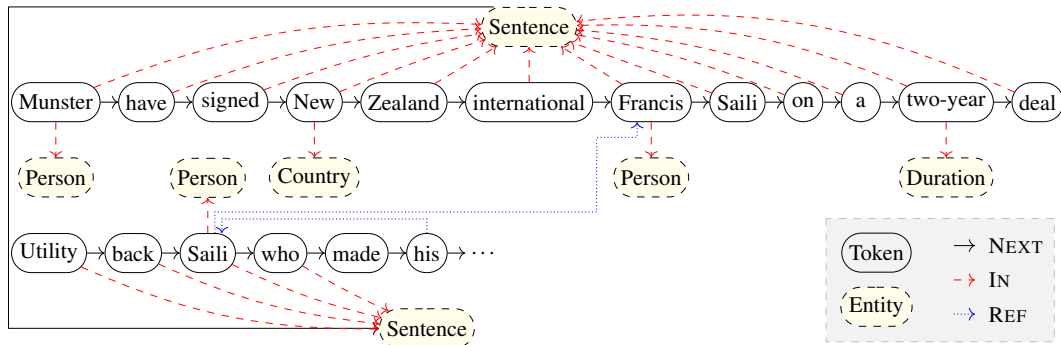 Sentence
Munster have signed New Zealand international Francis Saili on a two-year deal
Person Person Country Person Duration
Utility back Saili who made his ...
Sentence
Token
Entity
NEXT
IN
REF